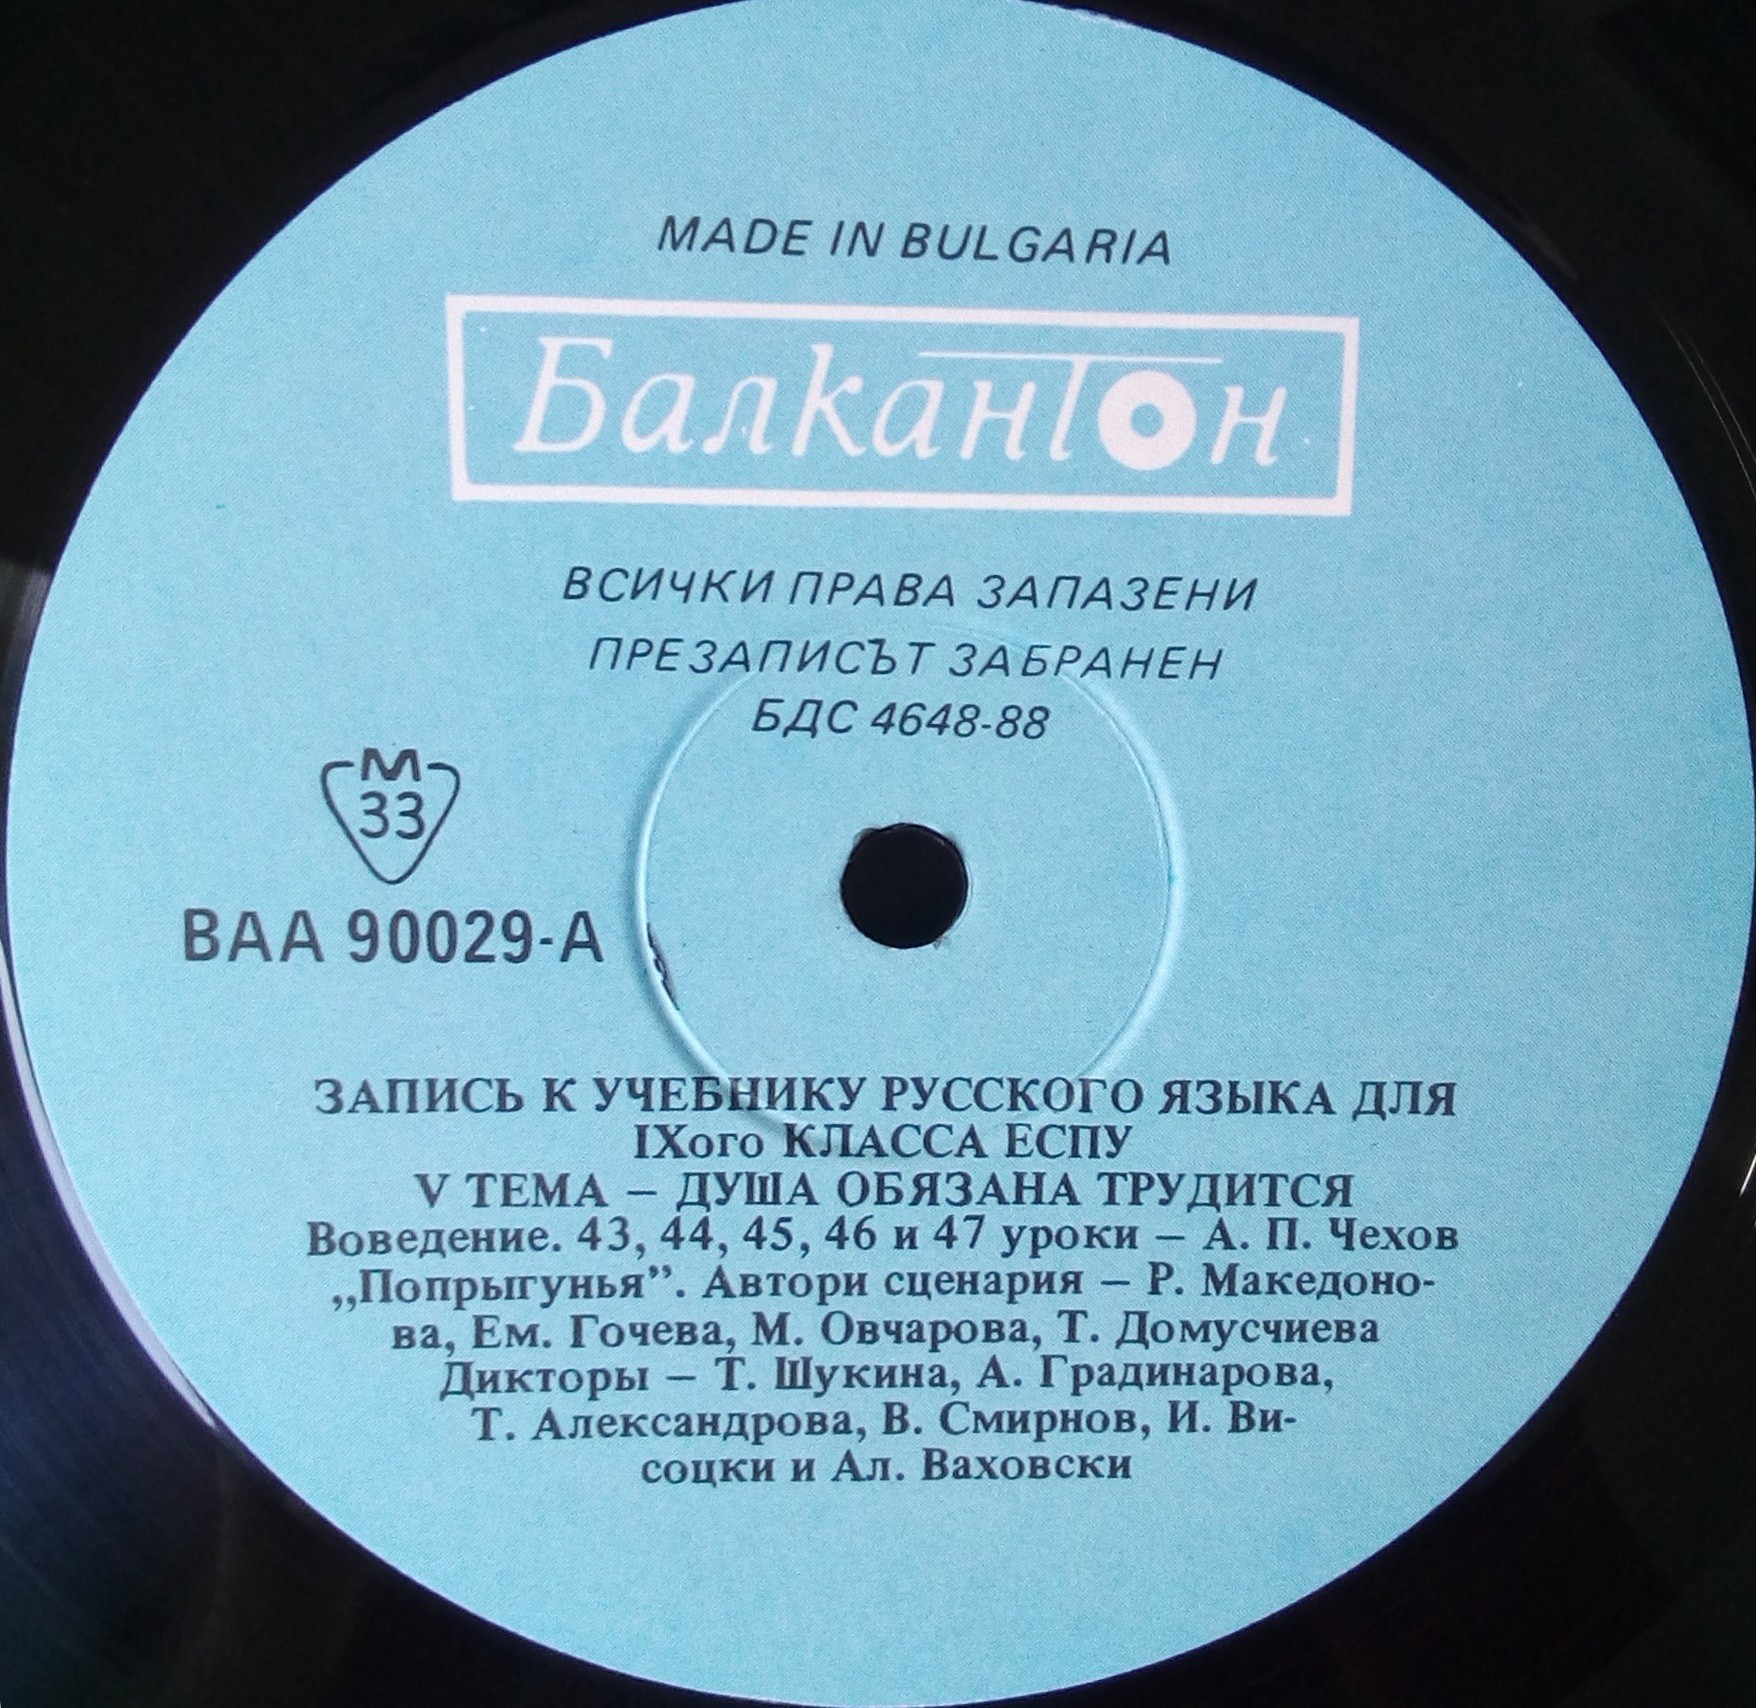 MADE IN BULGARIA
Балкантон
ВСИЧКИ ПРАВА ЗАПАЗЕНИ
ПРЕЗАПИСЪТ ЗАБРАНЕН
БДС 4648-88
М
33
ВАА 90029-А
ЗАПИСЬ К УЧЕБНИКУ РУССКОГО ЯЗЫКА ДЛЯ
IXого КЛАССА ЕСПУ
V ТЕМА – ДУША ОБЯЗАНА ТРУДИТСЯ
Воведение. 43, 44, 45, 46 и 47 уроки – А. П. Чехов
„Попрыгунья”. Автори сценария – Р. Македоно-
ва, Ем. Гочева, М. Овчарова, Т. Домусчиева
Дикторы – Т. Шукина, А. Градинарова,
Т. Александрова, В. Смирнов, И. Ви-
соцки и Ал. Ваховски